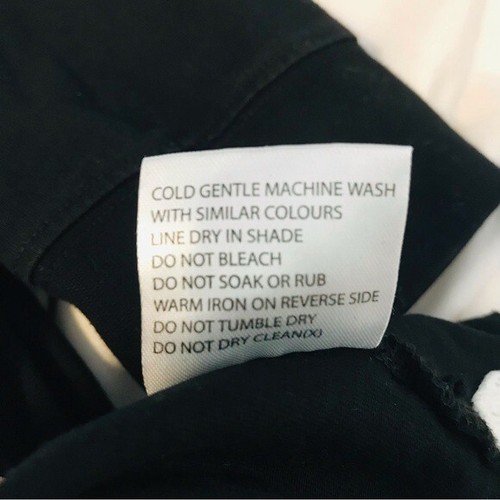 COLD GENTLE MACHINE WASH
WITH SIMILAR COLOURS
LINE DRY IN SHADE
DO NOT BLEACH
DO NOT SOAK OR RUB
WARM IRON ON REVERSE SIDE
DO NOT TUMBLE DRY
DO NOT DRY CLEAN(X)